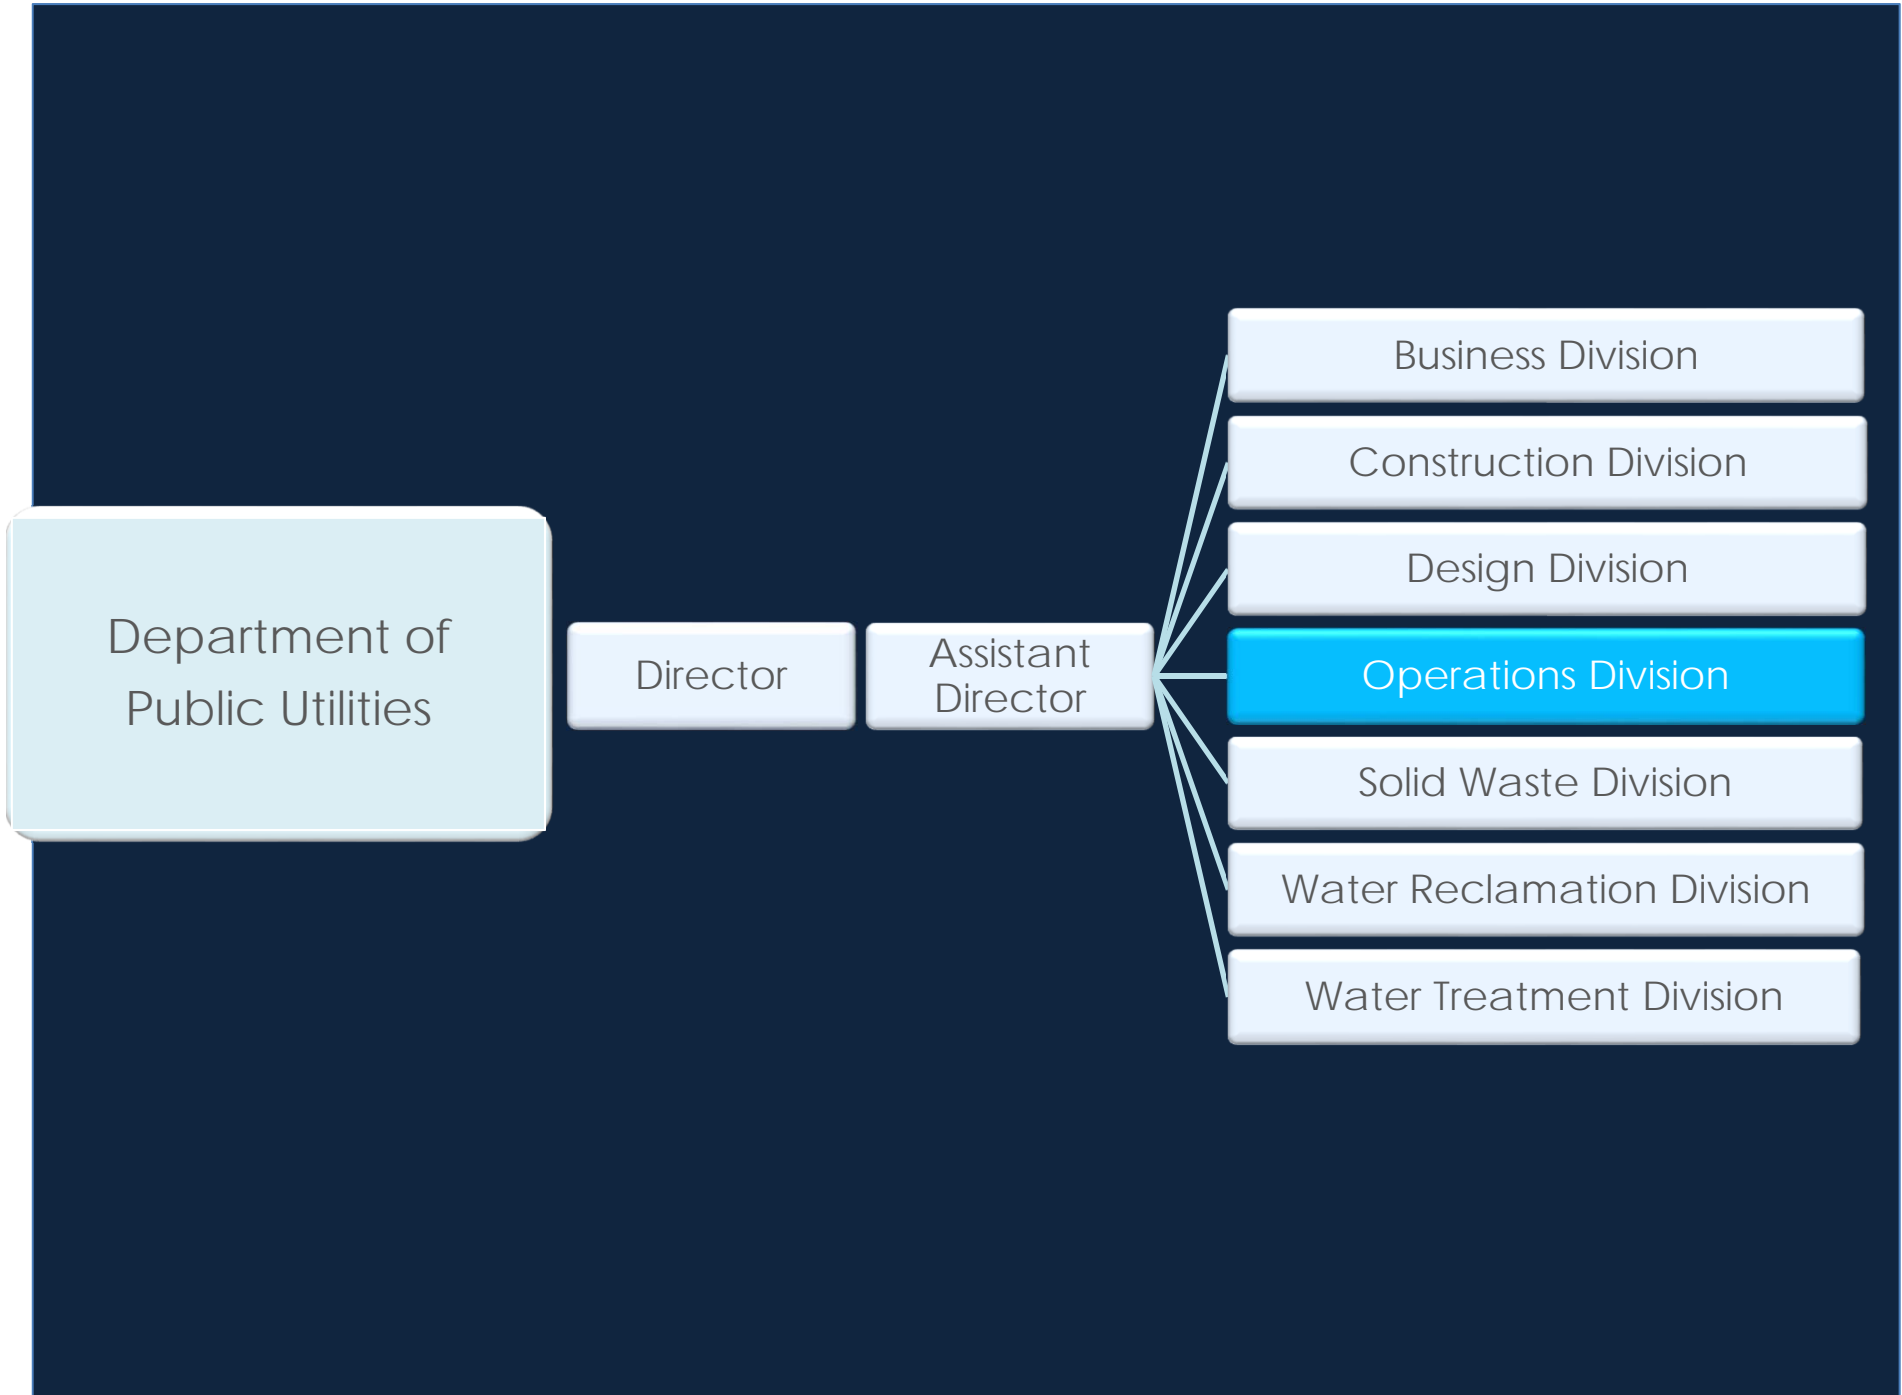 Department of
Public Utilities
Director
Assistant
Director
Business Division
Construction Division
Design Division
Operations Division
Solid Waste Division
Water Reclamation Division
Water Treatment Division